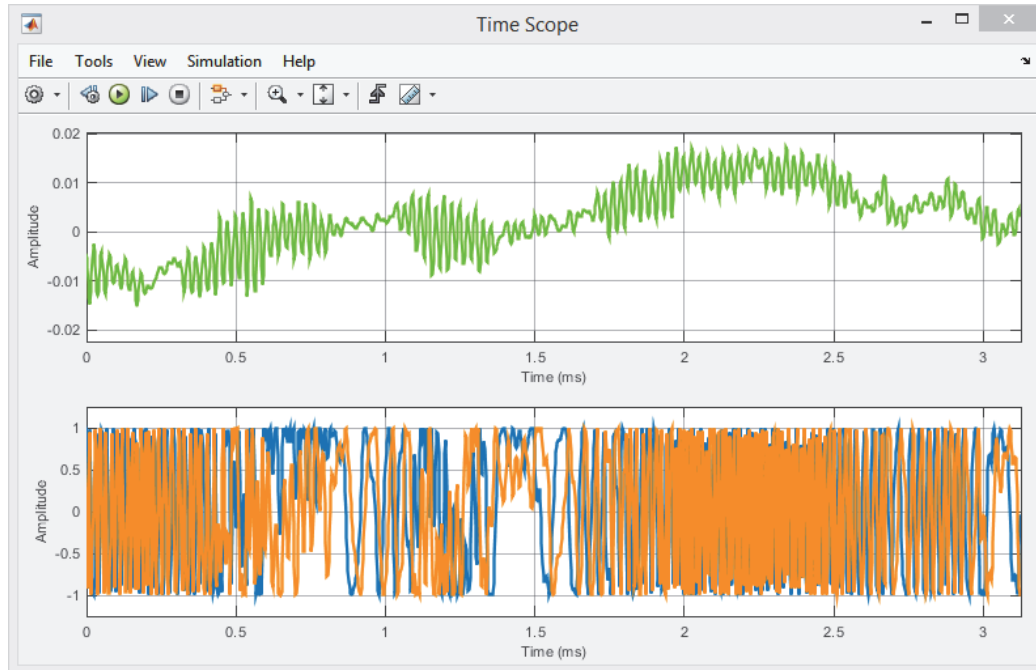 Time Scope
File Tools View Simulation Help
0.02
0.01
0
-0.01
-0.02
Amplitude
0 0.5 1 1.5 2 2.5 3
Time (ms)
1
0.5
0
-0.5
-1
Amplitude
0 0.5 1 1.5 2 2.5 3
Time (ms)